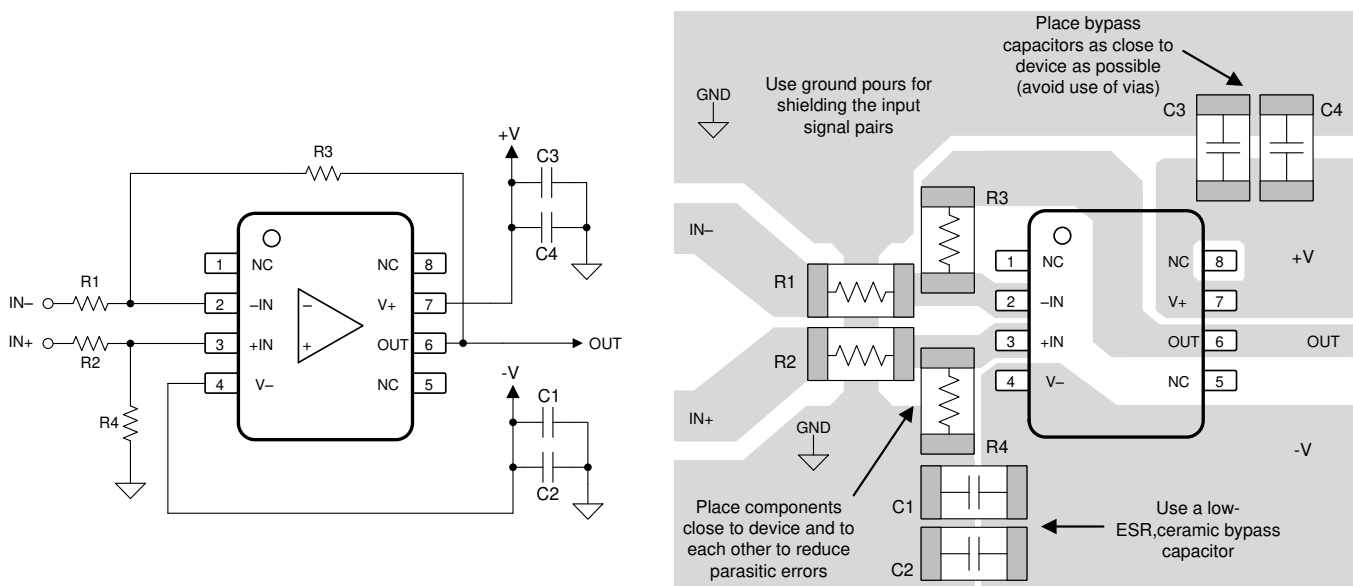 R3
+V
C3
C4
1
NC
NC
8
IN–
R1
2
–IN
V+
7
–
IN+
R2
3
+IN
+
OUT
6
OUT
4
V–
NC
5
R4
-V
C1
C2
Place bypass
capacitors as close to
device as possible
(avoid use of vias)
Use ground pours for
shielding the input
signal pairs
GND
C3
C4
R3
IN–
1
NC
NC
8
+V
R1
2
–IN
V+
7
R2
3
+IN
OUT
6
OUT
4
V–
NC
5
IN+
GND
R4
-V
Place components
close to device and to
each other to reduce
parasitic errors
C1
C2
Use a low-
ESR,ceramic bypass
capacitor